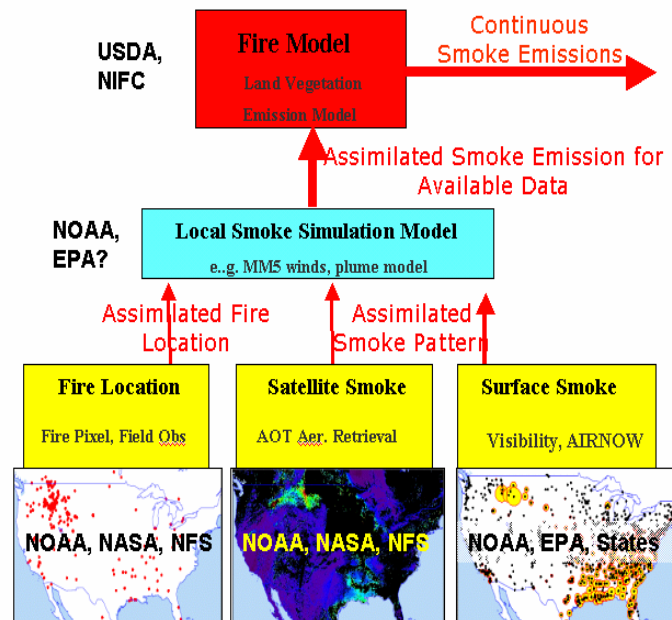 USDA,
NIFC
Fire Model
Land Vegetation
Emission Model
Continuous
Smoke Emissions
Assimilated Smoke Emission for
Available Data
NOAA,
EPA?
Local Smoke Simulation Model
e..g. MM5 winds, plume model
Assimilated Fire
Location
Assimilated
Smoke Pattern
Fire Location
Fire Pixel, Field Obs
Satellite Smoke
AOT Aer. Retrieval
Surface Smoke
Visibility, AIRNOW
NOAA, NASA, NFS
NOAA, NASA, NFS
NOAA, EPA, States